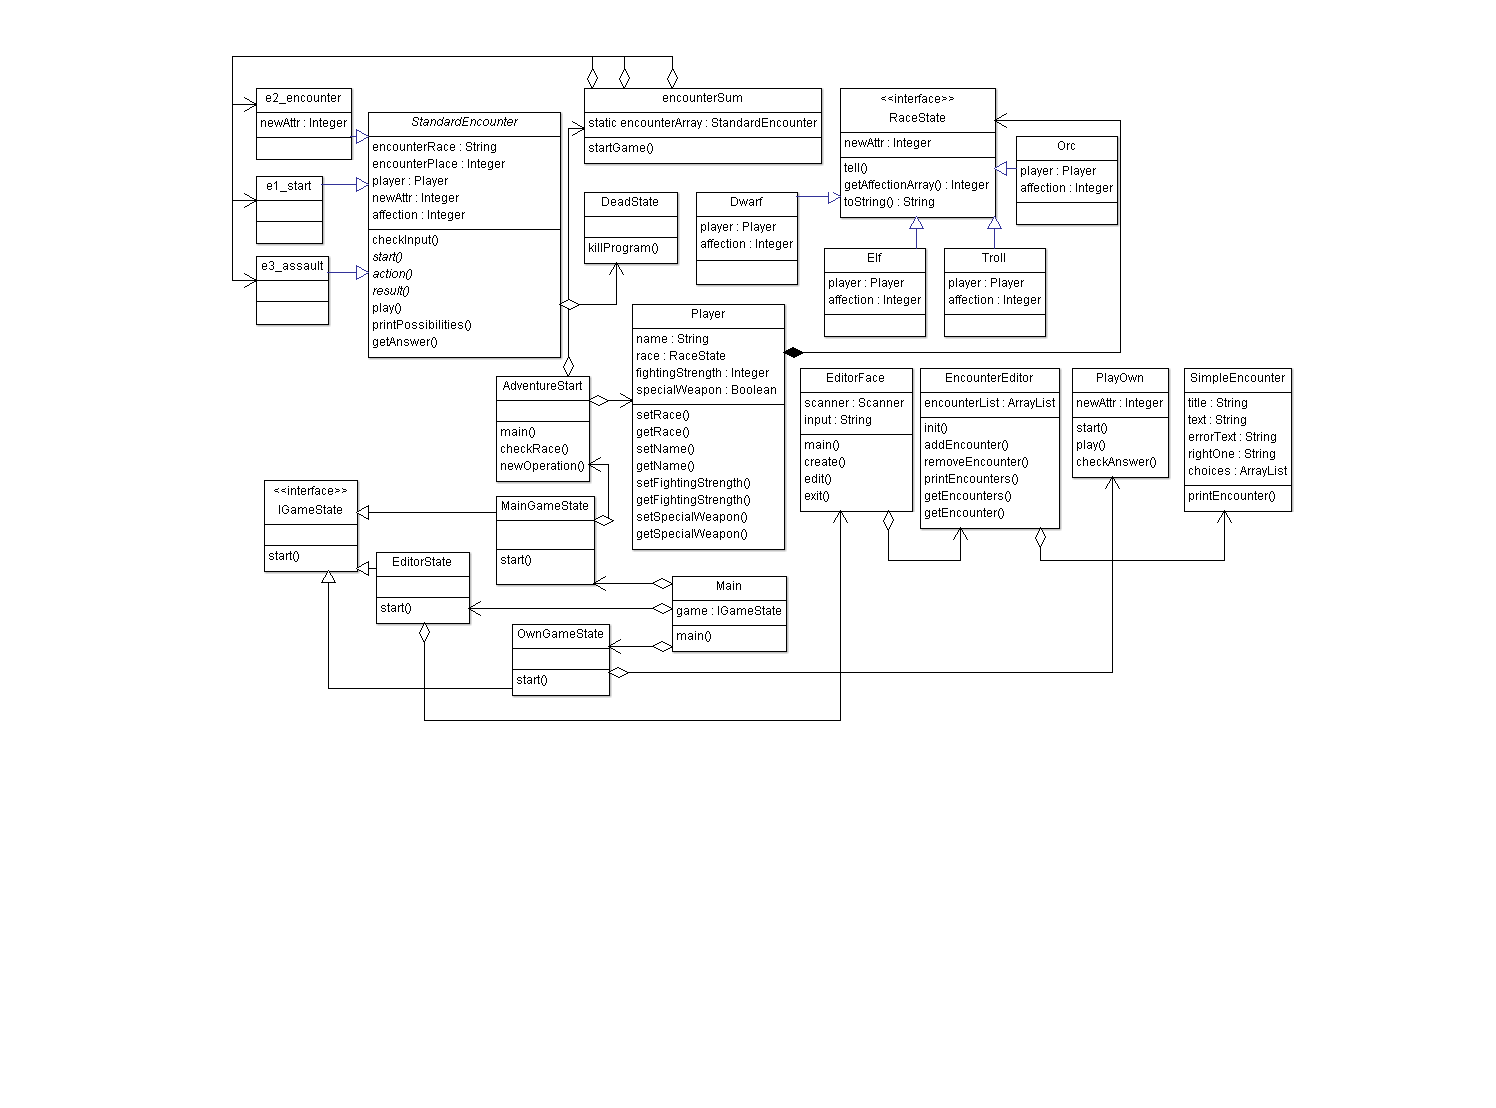 e2_encounter
newAttr : Integer
e1_start
e3_assault
StandardEncounter
encounterRace : String
encounterPlace : Integer
player : Player
newAttr : Integer
affection : Integer
checkInput()
start()
action()
result()
play()
printPossibilities()
getAnswer()
encounterSum
static encounterArray : StandardEncounter
startGame()
DeadState
killProgram()
<<interface>>
RaceState
newAttr : Integer
tell()
getAffectionArray() : Integer
toString() : String
Orc
player : Player
affection : Integer
Dwarf
player : Player
affection : Integer
Elf
player : Player
affection : Integer
Troll
player : Player
affection : Integer
Player
name : String
race : RaceState
fightingStrength : Integer
specialWeapon : Boolean
setRace()
getRace()
setName()
getName()
setFightingStrength()
getFightingStrength()
setSpecialWeapon()
getSpecialWeapon()
AdventureStart
main()
checkRace()
newOperation()
EditorFace
scanner : Scanner
input : String
main()
create()
edit()
exit()
EncounterEditor
encounterList : ArrayList
init()
addEncounter()
removeEncounter()
printEncounters()
getEncounters()
getEncounter()
PlayOwn
newAttr : Integer
start()
play()
checkAnswer()
SimpleEncounter
title : String
text : String
errorText : String
rightOne : String
choices : ArrayList
printEncounter()
<<interface>>
IGameState
start()
MainGameState
start()
EditorState
start()
Main
game : IGameState
main()
OwnGameState
start()